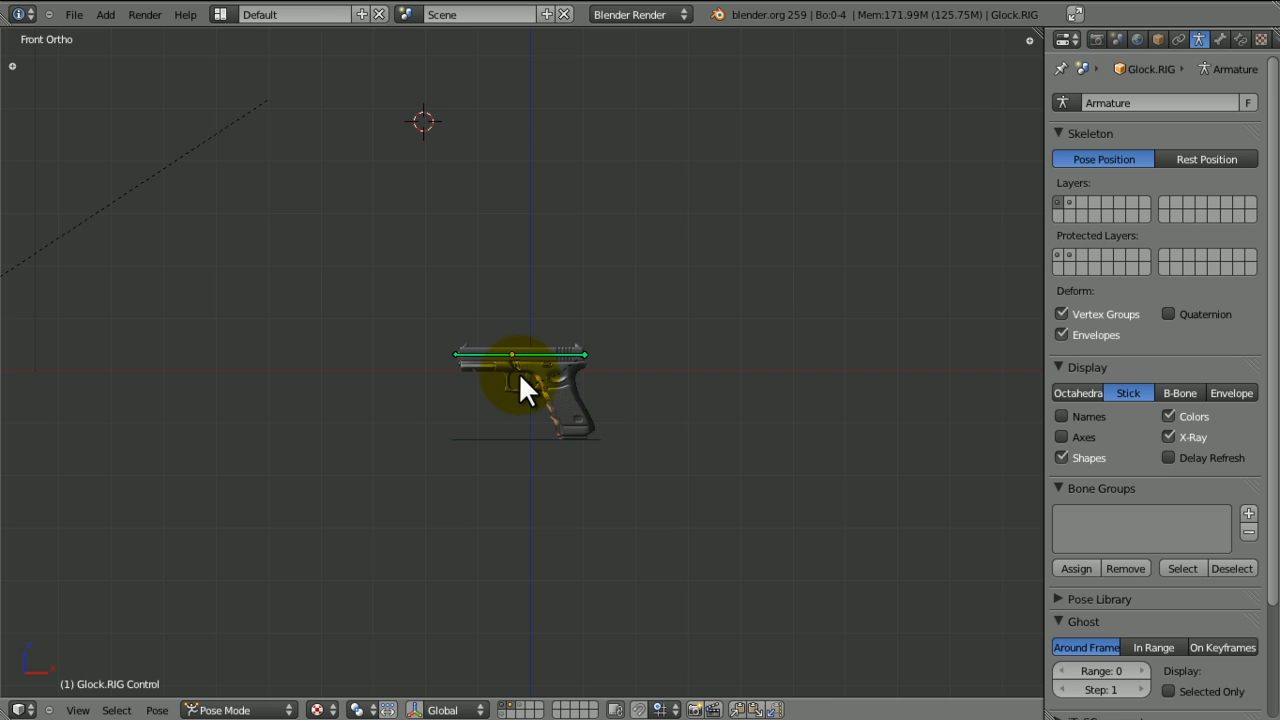 File Add Render Help Default Scene Blender Render blender.org 259 | Bo:0-4 | Mem:171.99M (125.75M) | Glock.RIG
Front Ortho
Glock.RIG Armature
Armature F
Skeleton
Pose Position Rest Position
Layers:
Protected Layers:
Deform:
Vertex Groups Quaternion
Envelopes
Display
Octahedra Stick B-Bone Envelope
Names Colors
Axes X-Ray
Shapes Delay Refresh
Bone Groups
Assign Remove Select Deselect
Pose Library
Ghost
Around Frame In Range On Keyframes
Range: 0 Display:
Step: 1 Selected Only
(1) Glock.RIG Control
View Select Pose Pose Mode Global